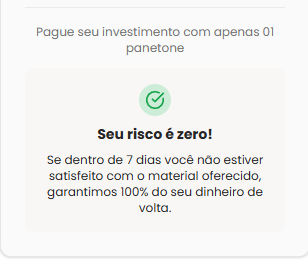 Pague seu investimento com apenas 01
panetone
Seu risco é zero!
Se dentro de 7 dias você não estiver
satisfeito com o material oferecido,
garantimos 100% do seu dinheiro de
volta.